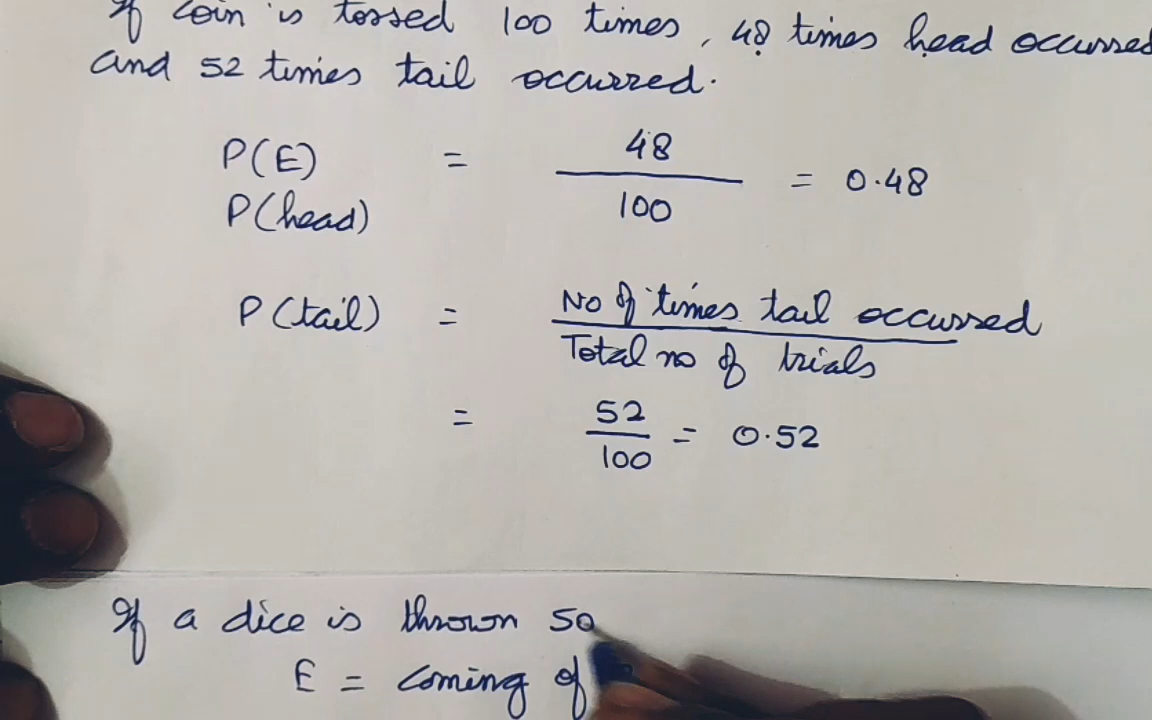 If coin is tossed 100 times, 48 times head occurred
and 52 times tail occurred.
P(E) = 48/100 = 0.48
P(head)
P(tail) = No of times tail occurred
Total no of trials
= 52/100 = 0.52
If a dice is thrown 50
E = coming of